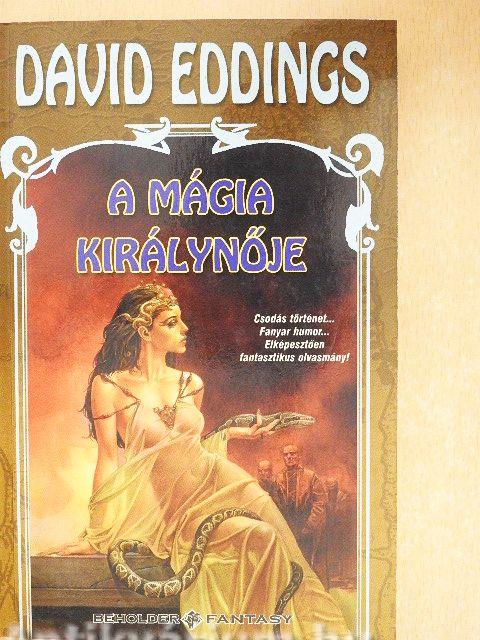 DAVID EDDINGS
A MÁGIA
KIRÁLYNŐJE
Csodás történet...
Fanyar humor...
Elképesztően
fantasztikus olvasmány!
BEHOLDER FANTASY